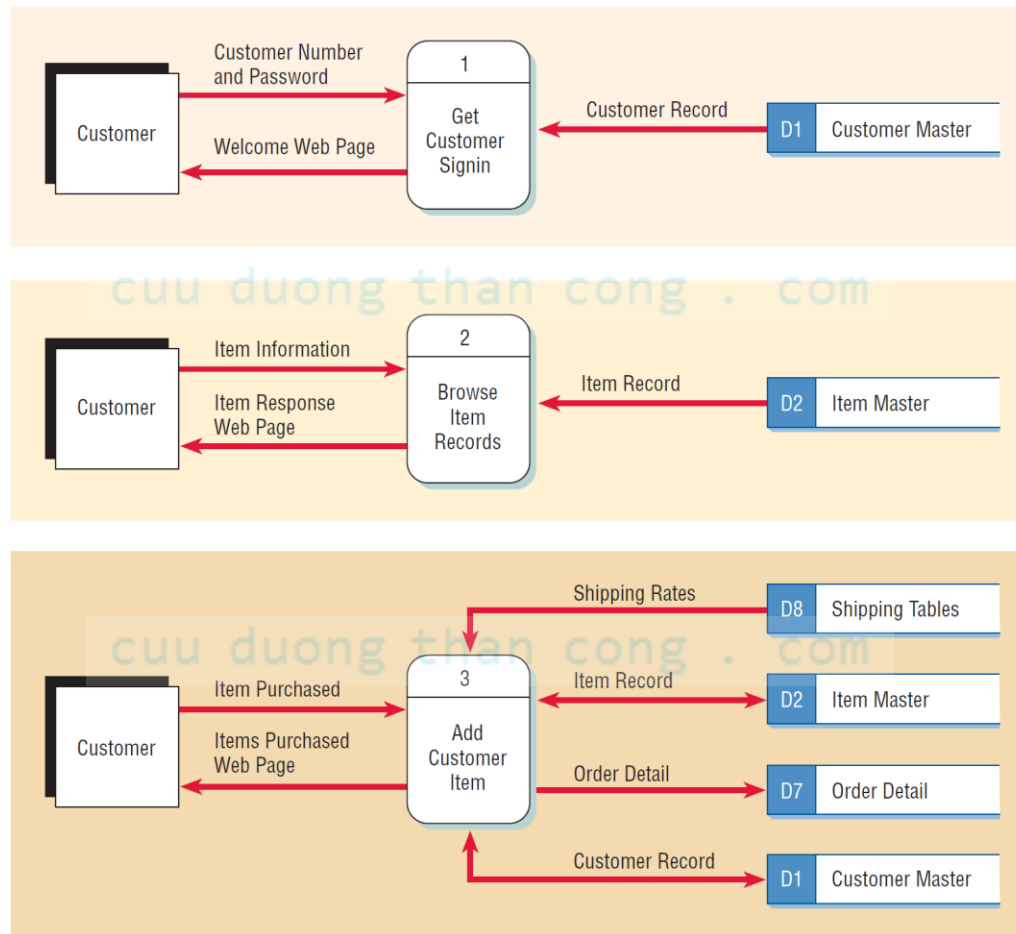 Customer Number
and Password
1
Customer
Get
Customer
Signin
Customer Record
D1 Customer Master
Welcome Web Page
cuu duong than cong . com
Item Information
2
Customer
Browse
Item
Records
Item Record
D2 Item Master
Item Response
Web Page
Shipping Rates
D8 Shipping Tables
cuu duong than cong . com
Item Purchased
3
Customer
Add
Customer
Item
Item Record
D2 Item Master
Items Purchased
Web Page
Order Detail
D7 Order Detail
Customer Record
D1 Customer Master